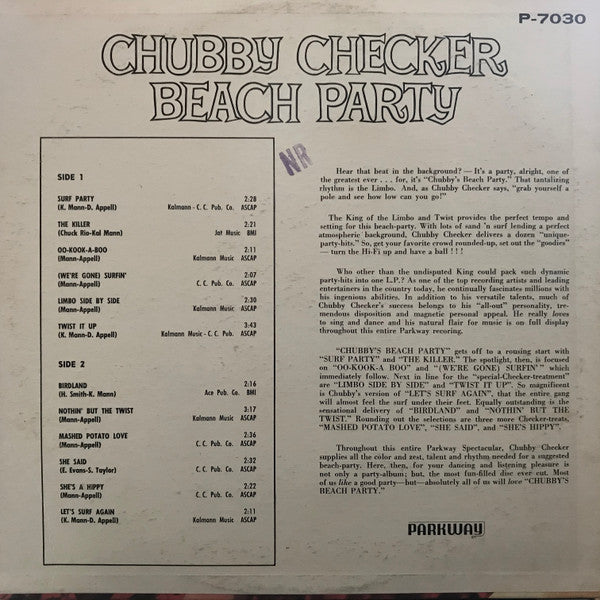 P-7030
CHUBBY CHECKER
BEACH PARTY
NR
SIDE 1
SURF PARTY 2:28
(K. Mann-D. Appell) Kalmann - C. C. Pub. Co. ASCAP
THE KILLER 2:21
(Chuck Rio-Kal Mann) Jat Music BMI
OO-KOOK-A-BOO 2:11
(Mann-Appell) Kalmann Music ASCAP
(WE'RE GONE) SURFIN' 2:07
(Mann-Appell) C. C. Pub. Co. ASCAP
LIMBO SIDE BY SIDE 2:30
(Mann-Appell) Kalmann Music ASCAP
TWIST IT UP 3:43
(K. Mann-D. Appell) Kalmann Music - C. C. Pub. ASCAP
SIDE 2
BIRDLAND 2:16
(H. Smith-K. Mann) Ace Pub. Co. BMI
NOTHIN' BUT THE TWIST 3:17
(Mann-Appell) Kalmann Music ASCAP
MASHED POTATO LOVE 2:36
(Mann-Appell) C. C. Pub. Co. ASCAP
SHE SAID 2:32
(E. Evans-S. Taylor) C. C. Pub. Co. ASCAP
SHE'S A HIPPY 2:22
(Mann-Appell) C. C. Pub. Co. ASCAP
LET'S SURF AGAIN 2:11
(K. Mann-D. Appell) Kalmann Music ASCAP
Hear that beat in the background? — It's a party, alright, one of
the greatest ever . . . for, it's "Chubby's Beach Party." That tantalizing
rhythm is the Limbo. And, as Chubby Checker says, "grab yourself a
pole and see how low can you go!"
The King of the Limbo and Twist provides the perfect tempo and
setting for this beach-party. With lots of sand 'n surf lending a perfect
atmospheric background, Chubby Checker delivers a dozen "unique-
party-hits." So, get your favorite crowd rounded-up, set out the "goodies"
— turn the Hi-Fi up and have a ball ! ! !
Who other than the undisputed King could pack such dynamic
party-hits into one L.P.? As one of the top recording artists and leading
entertainers in the country today, he continually fascinates millions with
his ingenious abilities. In addition to his versatile talents, much of
Chubby Checker's success belongs to his "all-out" personality, tre-
mendous disposition and magnetic personal appeal. He really loves
to sing and dance and his natural flair for music is on full display
throughout this entire Parkway recoring.
"CHUBBY'S BEACH PARTY" gets off to a rousing start with
"SURF PARTY" and "THE KILLER." The spotlight, then, is focused
on "OO-KOOK-A BOO" and "(WE'RE GONE) SURFIN'" which
immediately follow. Next in line for the "special-Checker-treatment"
are "LIMBO SIDE BY SIDE" and "TWIST IT UP". So magnificent
is Chubby's version of "LET'S SURF AGAIN", that the entire gang
will almost feel the surf under their feet. Equally outstanding is the
sensational delivery of "BIRDLAND" and "NOTHIN' BUT THE
TWIST." Rounding out the selections are three more Checker-treats,
"MASHED POTATO LOVE", "SHE SAID", and "SHE'S HIPPY".
Throughout this entire Parkway Spectacular, Chubby Checker
supplies all the color and zest, talent and rhythm needed for a suggested
beach-party. Here, then, for your dancing and listening pleasure is
not only a party-album; but, the most fun-filled disc ever cut. Most
of us like a good party—but—absolutely all of us will love "CHUBBY'S
BEACH PARTY."
PARKWAY